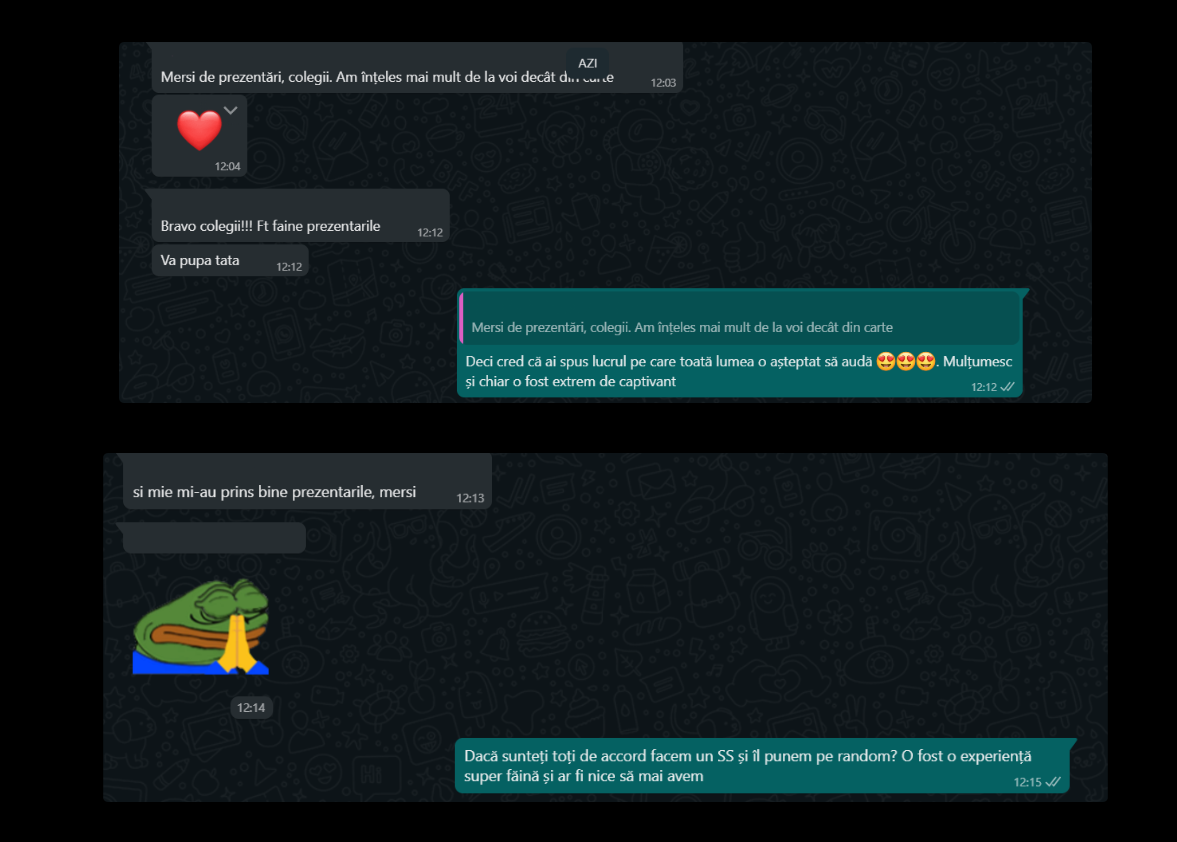 AZI
Mersi de prezentări, colegii. Am înțeles mai mult de la voi decât din carte
12:03
12:04
Bravo colegii!!! Ft faine prezentarile
12:12
Va pupa tata
12:12
Mersi de prezentări, colegii. Am înțeles mai mult de la voi decât din carte
Deci cred că ai spus lucrul pe care toată lumea o așteptat să audă 😍😍😍. Mulțumesc
și chiar o fost extrem de captivant
12:12
si mie mi-au prins bine prezentarile, mersi
12:13
12:14
Dacă sunteți toți de accord facem un SS și îl punem pe random? O fost o experiență
super făină și ar fi nice să mai avem
12:15